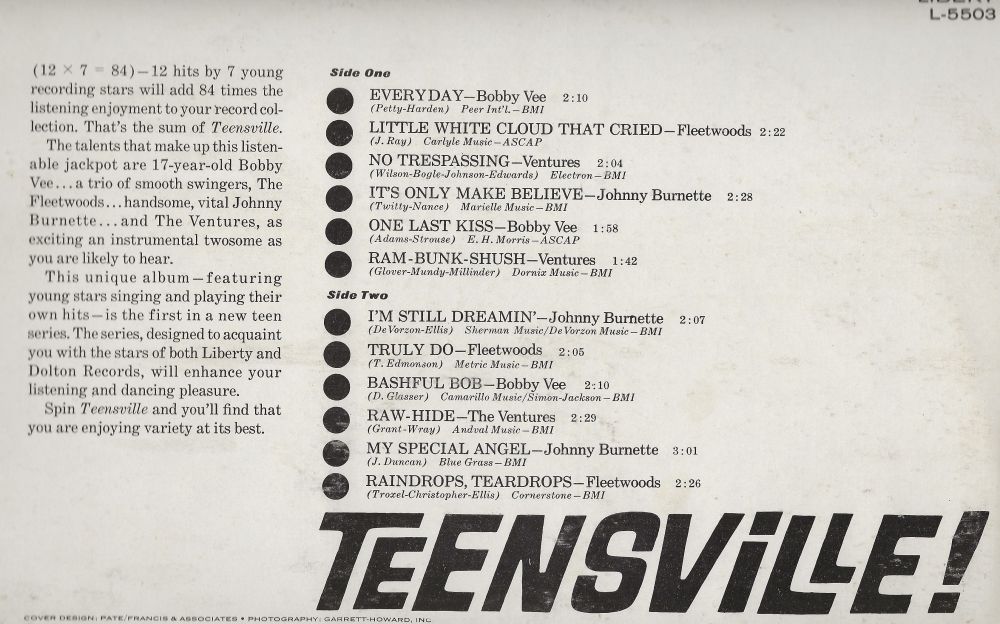 LIBERTY
L-5503
(12 × 7 = 84)—12 hits by 7 young
recording stars will add 84 times the
listening enjoyment to your record col-
lection. That's the sum of Teensville.
The talents that make up this listen-
able jackpot are 17-year-old Bobby
Vee...a trio of smooth swingers, The
Fleetwoods...handsome, vital Johnny
Burnette...and The Ventures, as
exciting an instrumental twosome as
you are likely to hear.
This unique album—featuring
young stars singing and playing their
own hits—is the first in a new teen
series. The series, designed to acquaint
you with the stars of both Liberty and
Dolton Records, will enhance your
listening and dancing pleasure.
Spin Teensville and you'll find that
you are enjoying variety at its best.
Side One
EVERYDAY—Bobby Vee 2:10
(Petty-Harden) Peer Int'l.—BMI
LITTLE WHITE CLOUD THAT CRIED—Fleetwoods 2:22
(J. Ray) Carlyle Music—ASCAP
NO TRESPASSING—Ventures 2:04
(Wilson-Bogle-Johnson-Edwards) Electron—BMI
IT'S ONLY MAKE BELIEVE—Johnny Burnette 2:28
(Twitty-Nance) Marielle Music—BMI
ONE LAST KISS—Bobby Vee 1:58
(Adams-Strouse) E. H. Morris—ASCAP
RAM-BUNK-SHUSH—Ventures 1:42
(Glover-Mundy-Millinder) Dornix Music—BMI
Side Two
I'M STILL DREAMIN'—Johnny Burnette 2:07
(DeVorzon-Ellis) Sherman Music/DeVorzon Music—BMI
TRULY DO—Fleetwoods 2:05
(T. Edmonson) Metric Music—BMI
BASHFUL BOB—Bobby Vee 2:10
(D. Glasser) Camarillo Music/Simon-Jackson—BMI
RAW-HIDE—The Ventures 2:29
(Grant-Wray) Andval Music—BMI
MY SPECIAL ANGEL—Johnny Burnette 3:01
(J. Duncan) Blue Grass—BMI
RAINDROPS, TEARDROPS—Fleetwoods 2:26
(Troxel-Christopher-Ellis) Cornerstone—BMI
TEENSViLLE!
COVER DESIGN: PATE/FRANCIS & ASSOCIATES • PHOTOGRAPHY: GARRETT-HOWARD, INC.